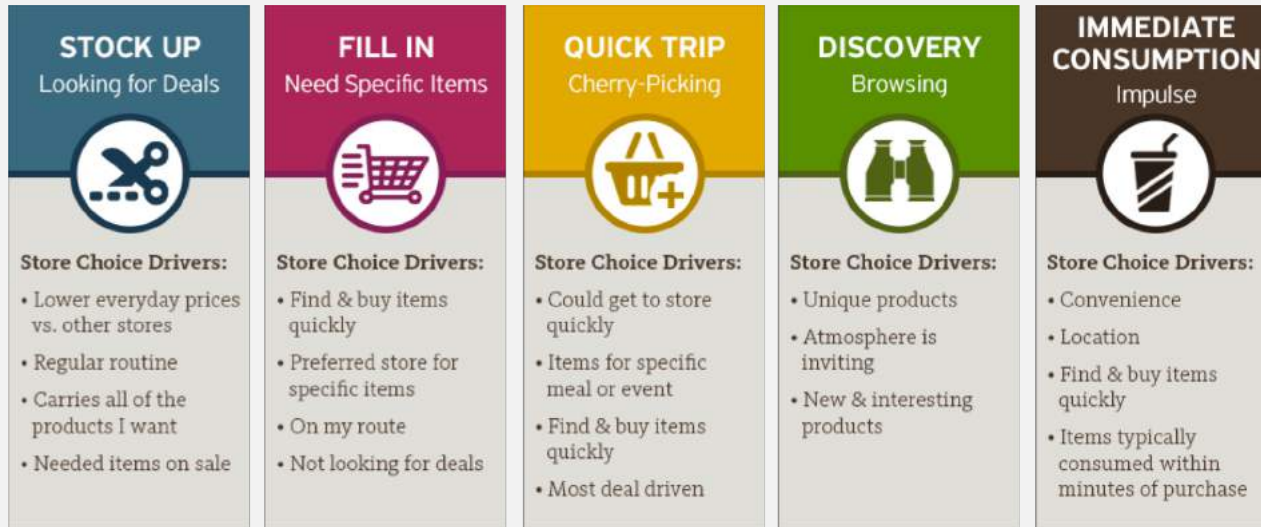 STOCK UP
Looking for Deals
Store Choice Drivers:
• Lower everyday prices
vs. other stores
• Regular routine
• Carries all of the
products I want
• Needed items on sale
FILL IN
Need Specific Items
Store Choice Drivers:
• Find & buy items
quickly
• Preferred store for
specific items
• On my route
• Not looking for deals
QUICK TRIP
Cherry-Picking
Store Choice Drivers:
• Could get to store
quickly
• Items for specific
meal or event
• Find & buy items
quickly
• Most deal driven
DISCOVERY
Browsing
Store Choice Drivers:
• Unique products
• Atmosphere is
inviting
• New & interesting
products
IMMEDIATE
CONSUMPTION
Impulse
Store Choice Drivers:
• Convenience
• Location
• Find & buy items
quickly
• Items typically
consumed within
minutes of purchase